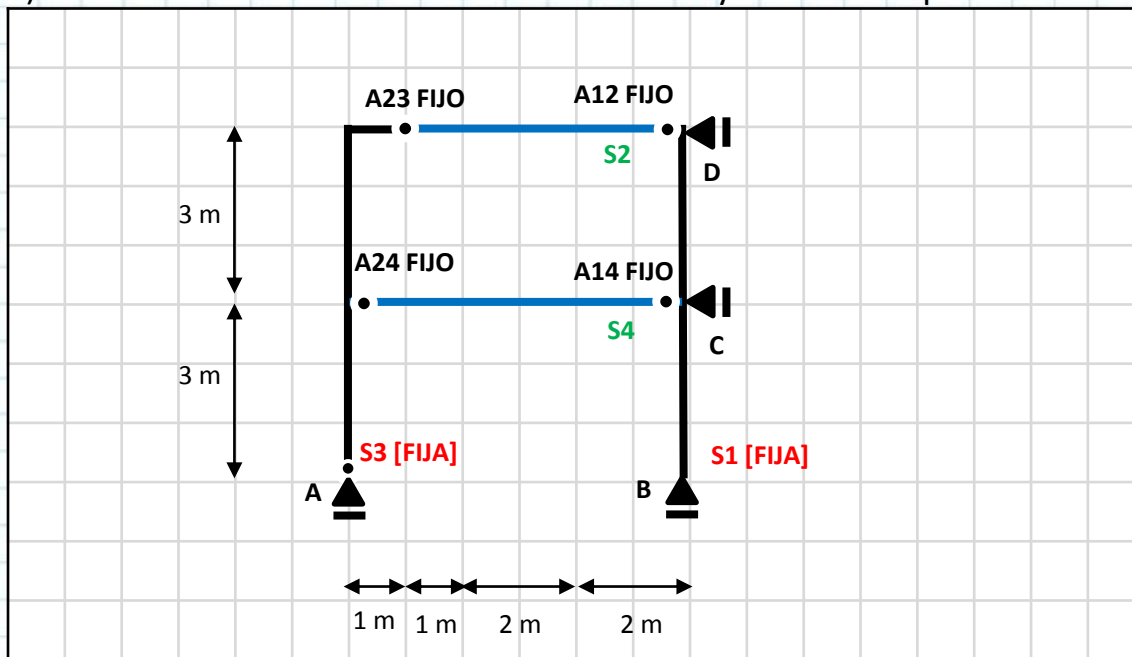 A23 FIJO
A12 FIJO
S2
D
3 m
A24 FIJO
A14 FIJO
S4
C
3 m
S3 [FIJA]
S1 [FIJA]
A
B
1 m
1 m
2 m
2 m